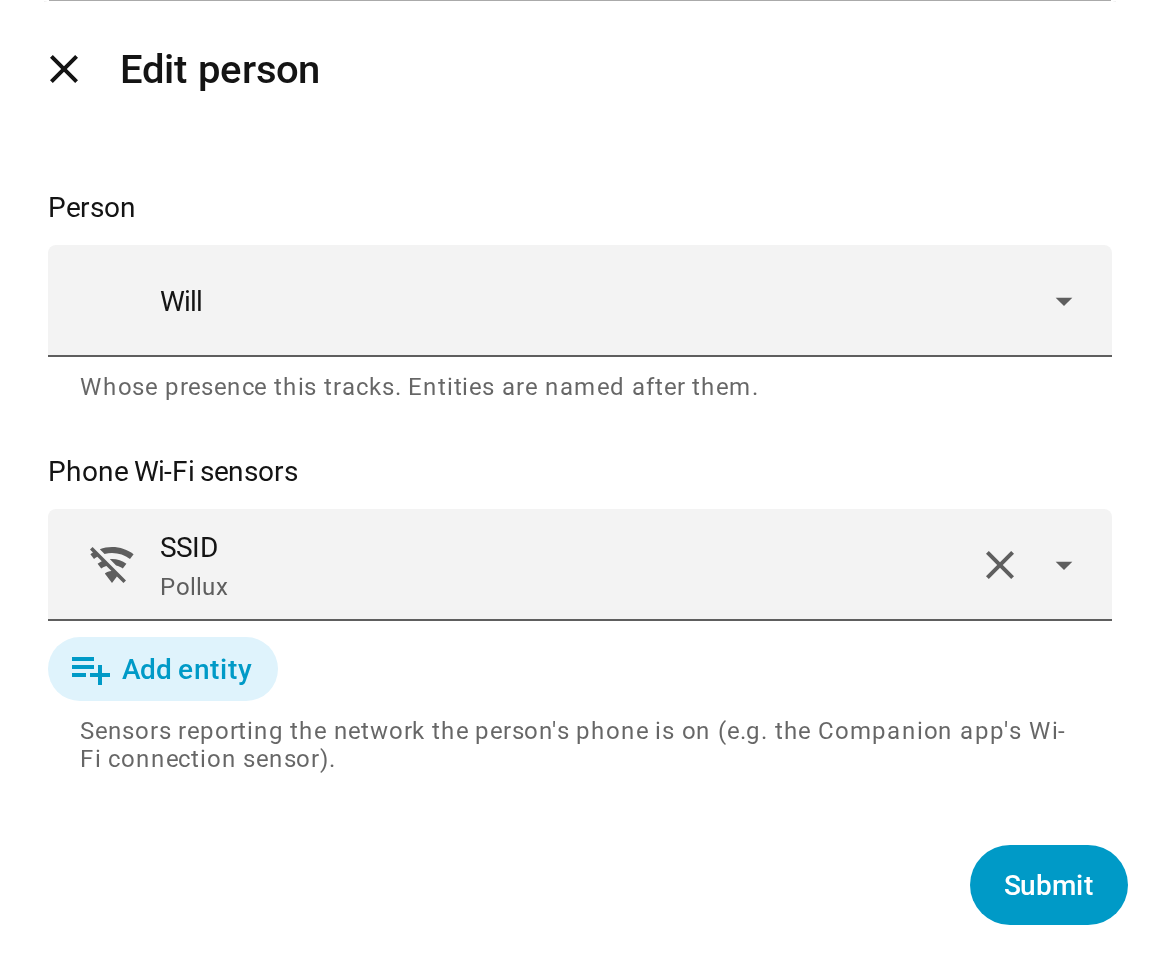 Edit person
Person
Will
Whose presence this tracks. Entities are named after them.
Phone Wi-Fi sensors
SSID
Pollux
Add entity
Sensors reporting the network the person's phone is on (e.g. the Companion app's Wi-
Fi connection sensor).
Submit